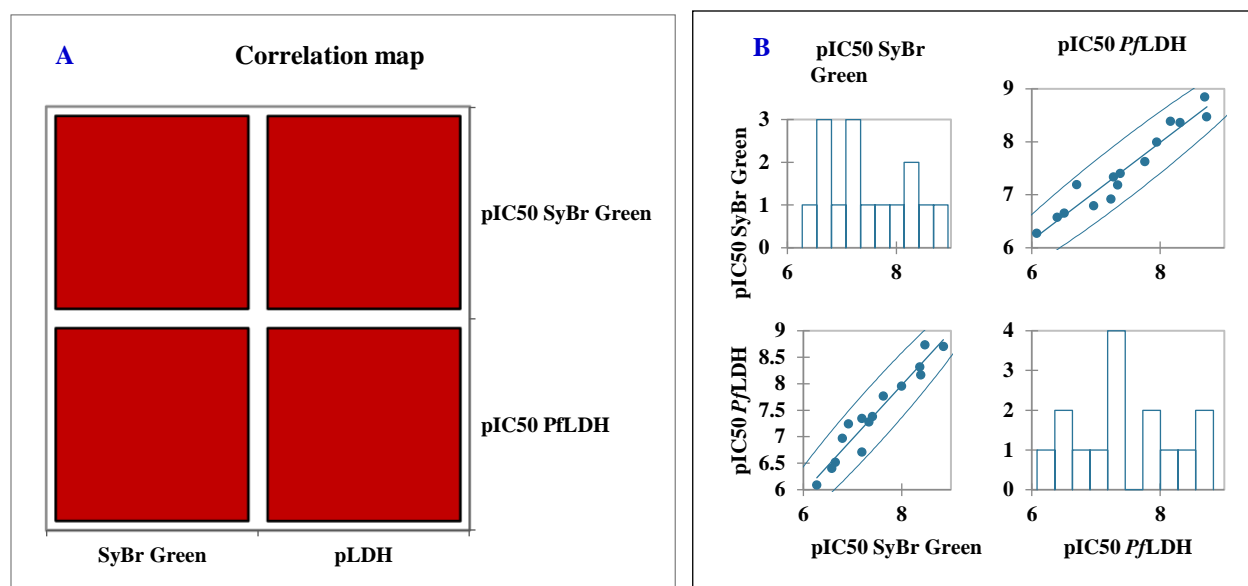 A
Correlation map
pIC50 SyBr Green
pIC50 PfLDH
SyBr Green
pLDH
B
pIC50 SyBr
Green
pIC50 PfLDH
pIC50 SyBr Green
3
2
1
0
6
8
9
8
7
6
6
8
pIC50 PfLDH
9
8.5
8
7.5
7
6.5
6
6
8
4
3
2
1
0
6
8
pIC50 SyBr Green
pIC50 PfLDH